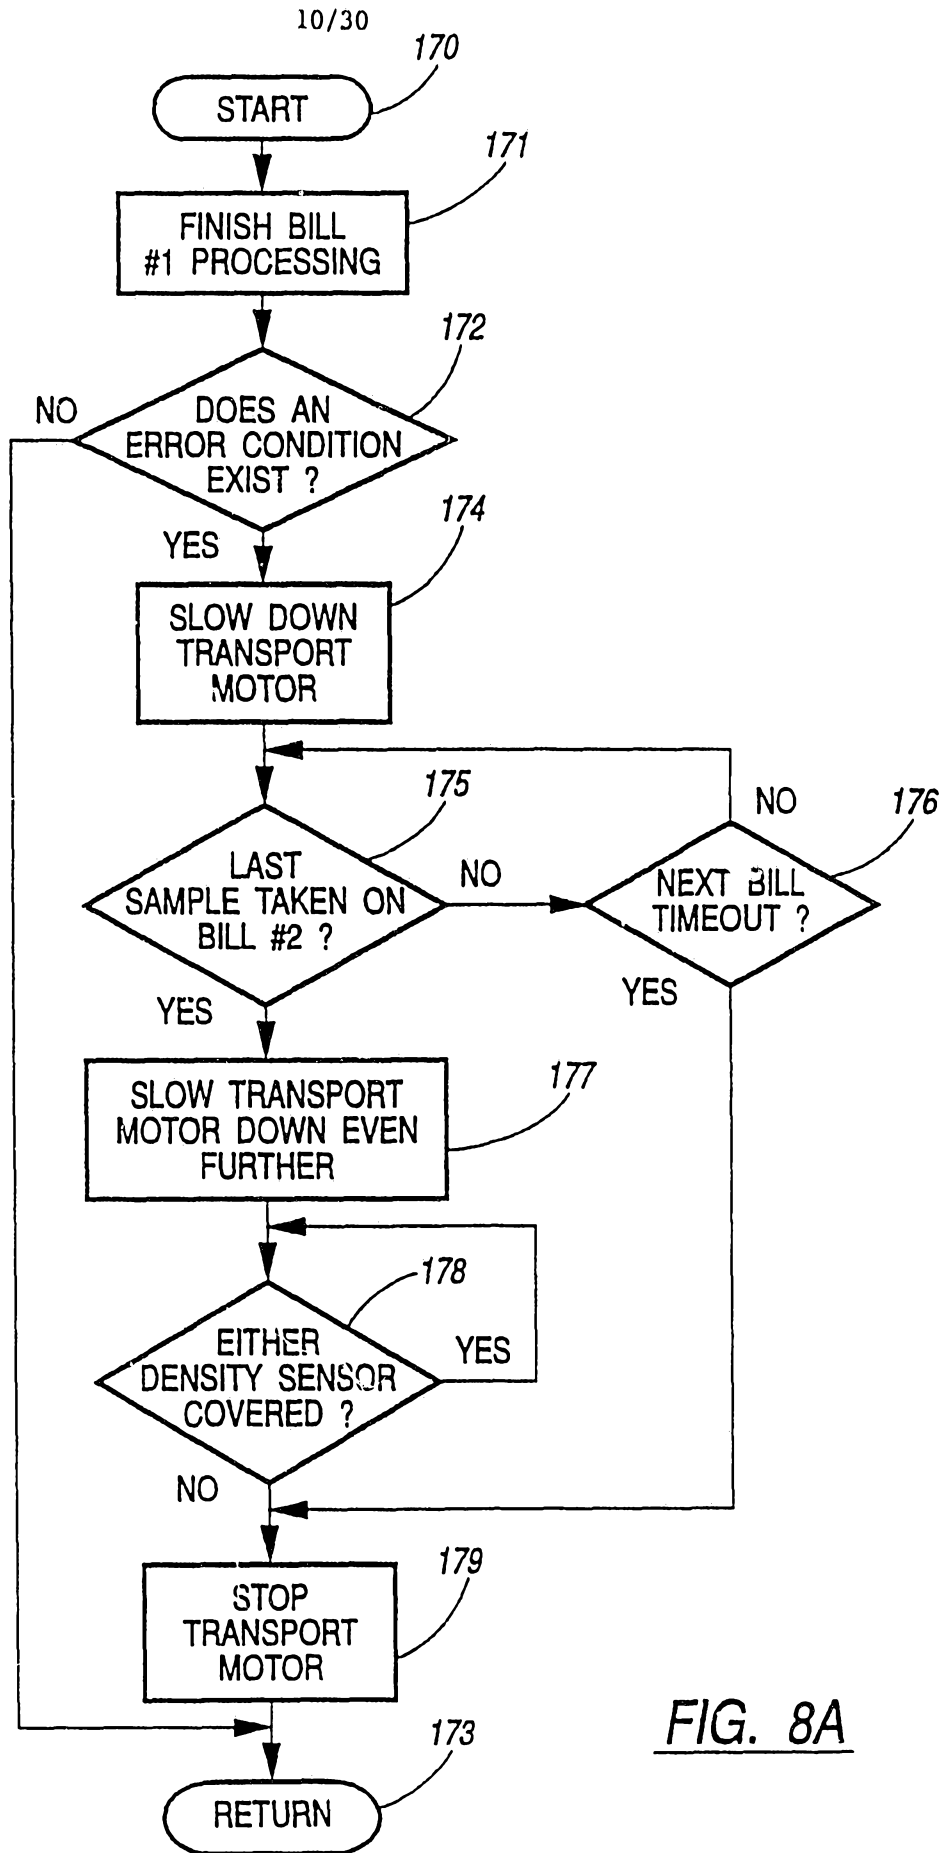 10/30
170
START
171
FINISH BILL
#1 PROCESSING
172
NO
DOES AN
ERROR CONDITION
EXIST ?
174
YES
SLOW DOWN
TRANSPORT
MOTOR
175
NO
176
LAST
SAMPLE TAKEN ON
BILL #2 ?
NO
NEXT BILL
TIMEOUT ?
YES
YES
177
SLOW TRANSPORT
MOTOR DOWN EVEN
FURTHER
178
EITHER
DENSITY SENSOR
COVERED ?
YES
NO
179
STOP
TRANSPORT
MOTOR
173
RETURN
FIG. 8A